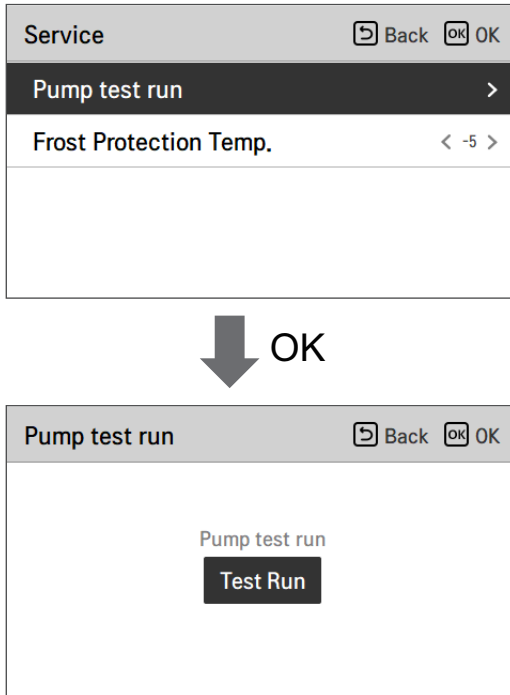 Service Back OK OK
Pump test run >
Frost Protection Temp. < -5 >
OK
Pump test run Back OK OK
Pump test run
Test Run